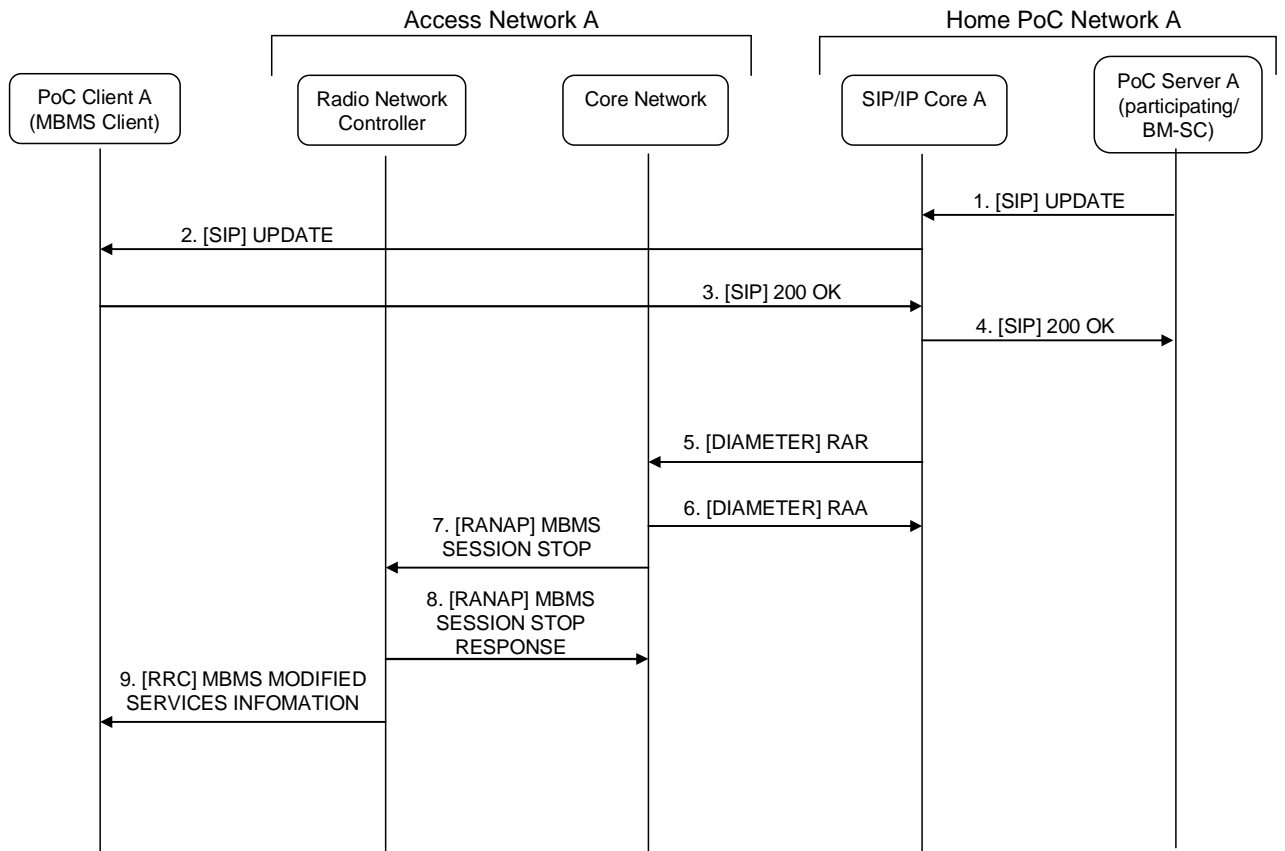 Access Network A
Home PoC Network A
PoC Client A
(MBMS Client)
Radio Network
Controller
Core Network
SIP/IP Core A
PoC Server A
(participating/
BM-SC)
1. [SIP] UPDATE
2. [SIP] UPDATE
3. [SIP] 200 OK
4. [SIP] 200 OK
5. [DIAMETER] RAR
6. [DIAMETER] RAA
7. [RANAP] MBMS
SESSION STOP
8. [RANAP] MBMS
SESSION STOP
RESPONSE
9. [RRC] MBMS MODIFIED
SERVICES INFOMATION